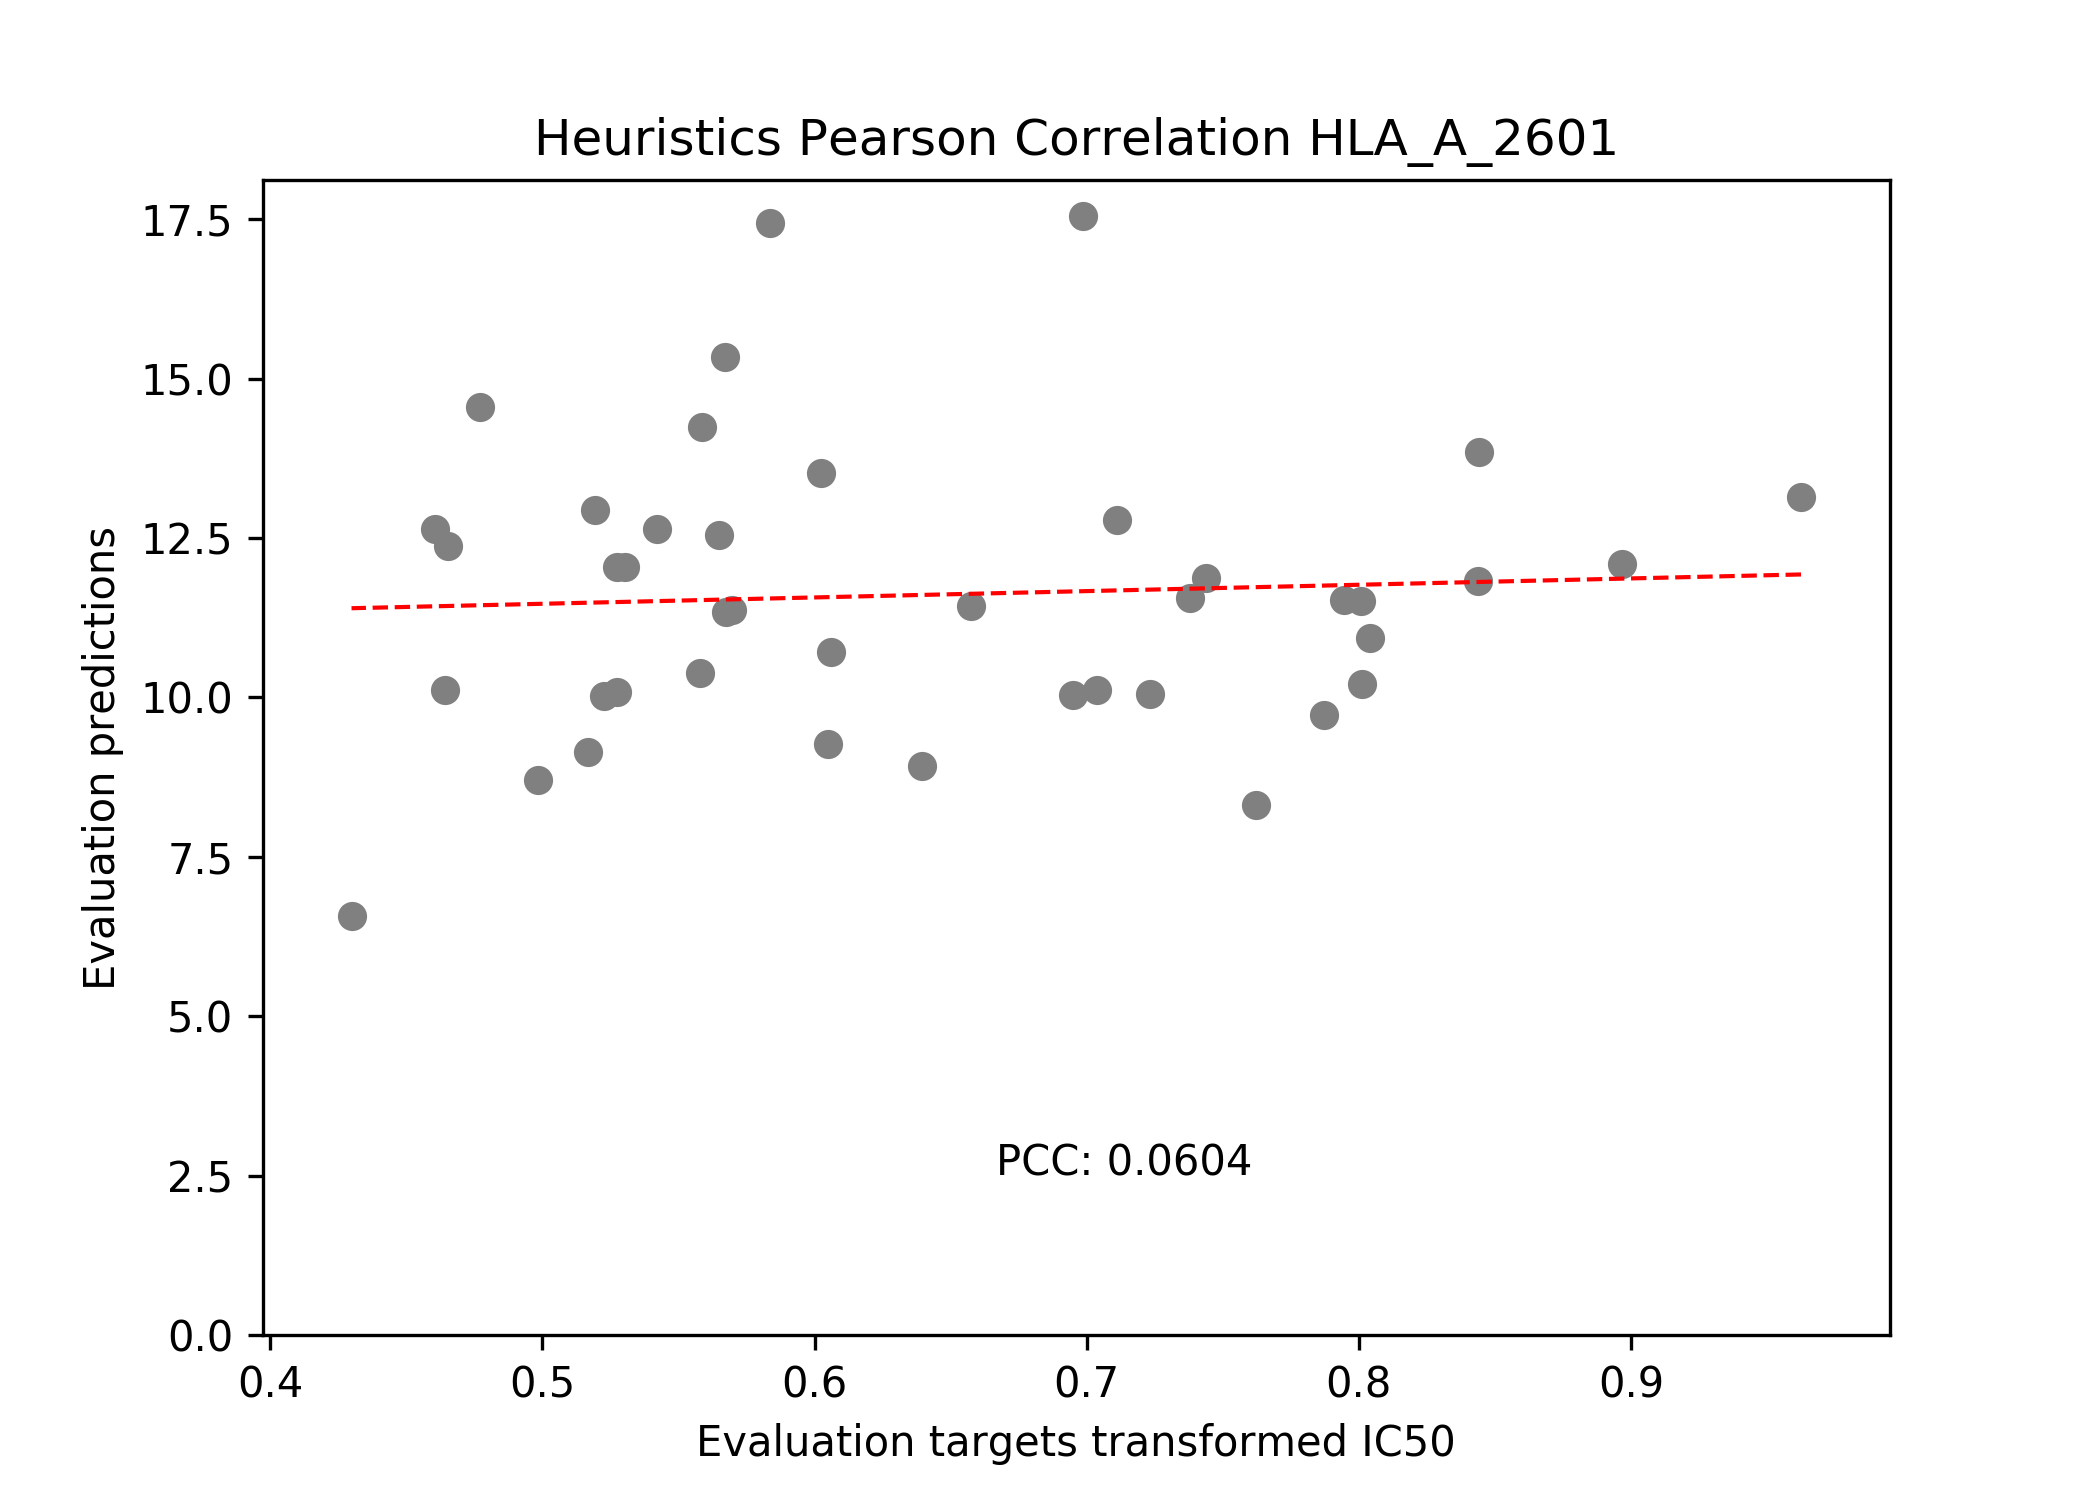 Heuristics Pearson Correlation HLA_A_2601
17.5
15.0
12.5
10.0
7.5
5.0
2.5
0.0
Evaluation predictions
PCC: 0.0604
0.4 0.5 0.6 0.7 0.8 0.9
Evaluation targets transformed IC50